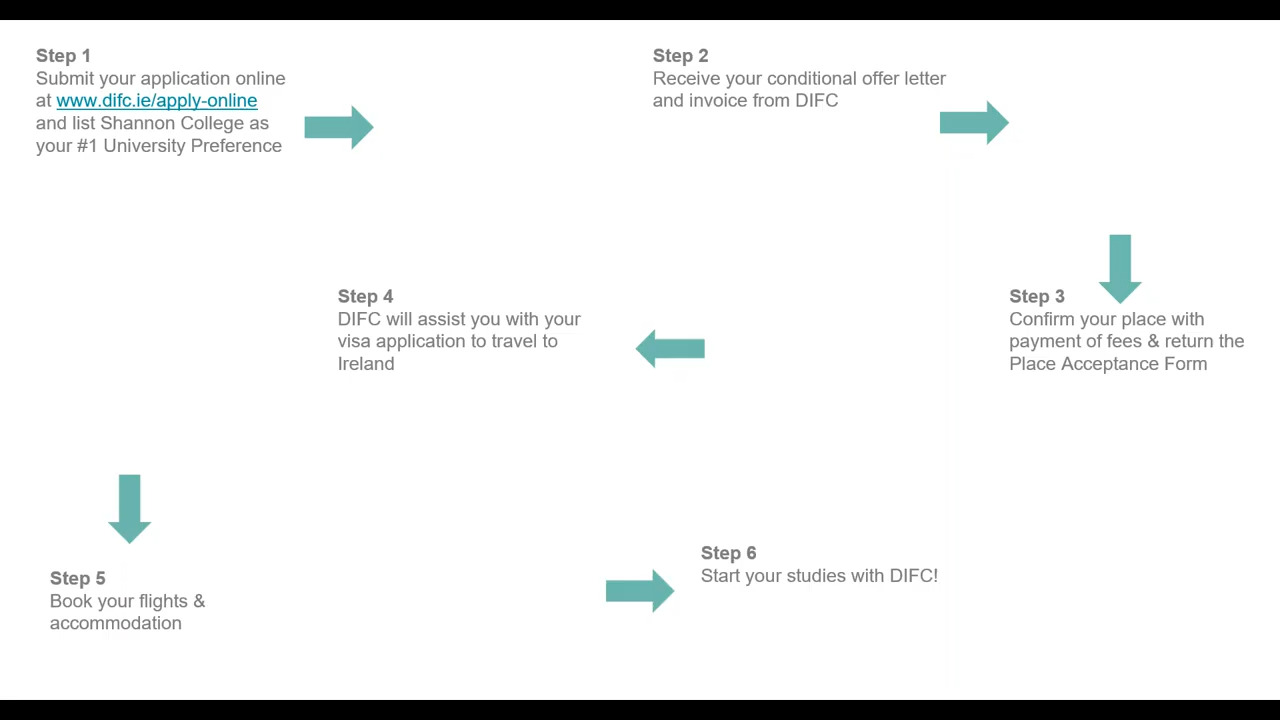 Step 1
Submit your application online
at www.difc.ie/apply-online
and list Shannon College as
your #1 University Preference
Step 2
Receive your conditional offer letter
and invoice from DIFC
Step 3
Confirm your place with
payment of fees & return the
Place Acceptance Form
Step 4
DIFC will assist you with your
visa application to travel to
Ireland
Step 5
Book your flights &
accommodation
Step 6
Start your studies with DIFC!